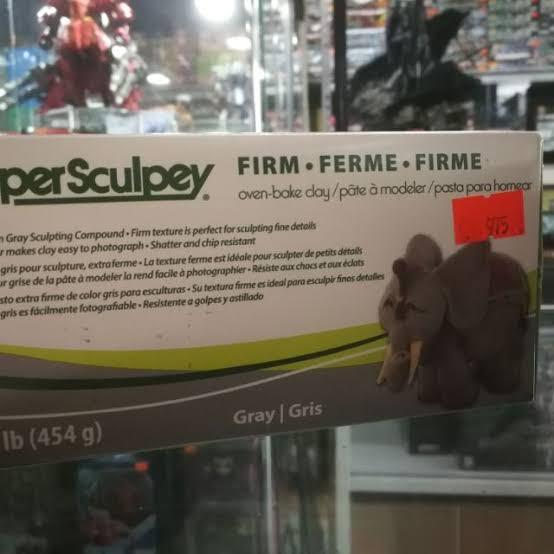 perSculpey®
FIRM • FERME • FIRME
oven-bake clay/pâte à modeler/pasta para hornear
n Gray Sculpting Compound • Firm texture is perfect for sculpting fine details
r makes clay easy to photograph • Shatter and chip resistant
gris pour sculpture, extra ferme • La texture ferme est idéale pour sculpter de petits détails
ur grise de la pâte à modeler la rend facile à photographier • Résiste aux chocs et aux éclats
sto extra firme de color gris para esculturas • Su textura firme es ideal para esculpir finos detalles
gris es fácilmente fotografiable • Resistente a golpes y astillado
975
Gray | Gris
lb (454 g)